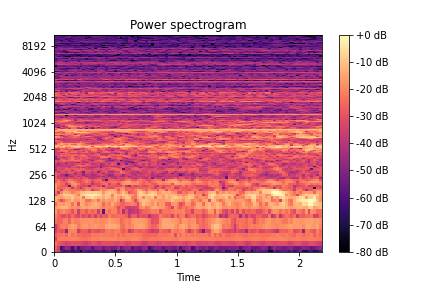 Power spectrogram
8192
4096
2048
1024
512
256
128
64
0
Hz
0
0.5
1
1.5
2
Time
+0 dB
-10 dB
-20 dB
-30 dB
-40 dB
-50 dB
-60 dB
-70 dB
-80 dB